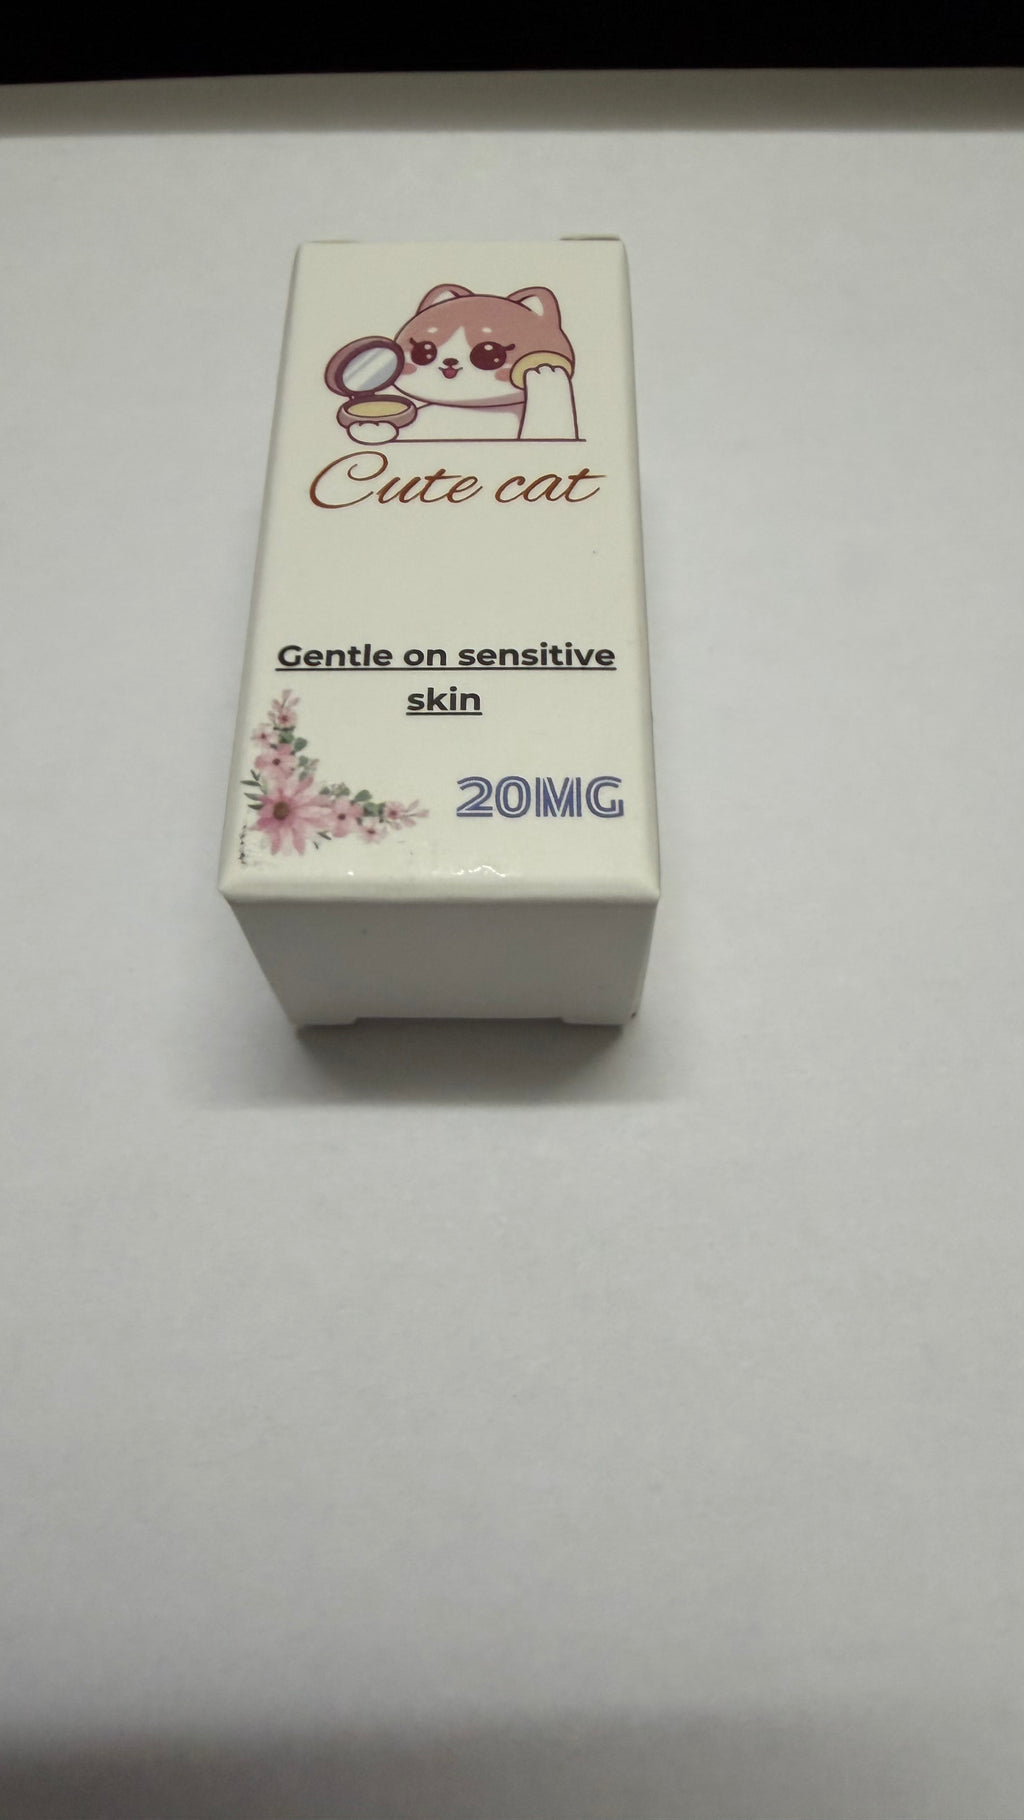 Cute cat
Gentle on sensitive
skin
20MG